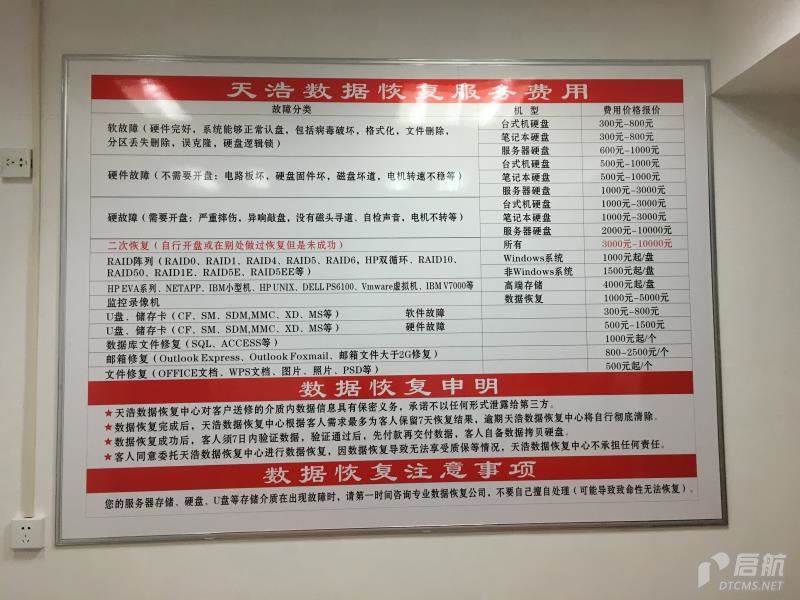 天浩数据恢复服务费用
故障分类 机 型 费用价格报价
软故障（硬件完好，系统能够正常认盘，包括病毒破坏，格式化，文件删除， 台式机硬盘 300元-800元
分区丢失删除，误克隆，硬盘逻辑锁） 笔记本硬盘 300元-800元
服务器硬盘 600元-1000元
硬件故障（不需要开盘：电路板坏，硬盘固件坏，磁盘坏道，电机转速不稳等） 台式机硬盘 500元-1000元
笔记本硬盘 500元-1000元
服务器硬盘 1000元-3000元
硬故障（需要开盘：严重摔伤，异响敲盘，没有磁头寻道、自检声音，电机不转等） 台式机硬盘 1000元-3000元
笔记本硬盘 1000元-3000元
服务器硬盘 2000元-10000元
二次恢复（自行开盘或在别处做过恢复但是未成功） 所有 3000元-10000元
RAID阵列（RAID0、RAID1、RAID4、RAID5、RAID6，HP双循环、RAID10、 Windows系统 1000元起/盘
RAID50、RAID1E、RAID5E、RAID5EE等） 非Windows系统 1500元起/盘
HP EVA系列、NETAPP、IBM小型机、HP UNIX、DELL PS6100、Vmware虚拟机、IBM V7000等 高端存储 4000元起/盘
监控录像机 数据恢复 1000元-5000元
U盘、储存卡（CF、SM、SDM,MMC、XD、MS等） 软件故障 300元-800元
U盘、储存卡（CF、SM、SDM,MMC、XD、MS等） 硬件故障 500元-1500元
数据库文件修复（SQL、ACCESS等） 1000元起/个
邮箱修复（Outlook Express、Outlook Foxmail、邮箱文件大于2G修复） 800-2500元/个
文件修复（OFFICE文档、WPS文档、图片、照片、PSD等） 500元起/个
数据恢复申明
★天浩数据恢复中心对客户送修的介质内数据信息具有保密义务，承诺不以任何形式泄露给第三方。
★数据恢复完成后，天浩数据恢复中心根据客人需求最多为客人保留7天恢复结果，逾期天浩数据恢复中心将自行彻底清除。
★数据恢复成功后，客人须7日内验证数据，验证通过后，先付款再交付数据，客人自备数据拷贝硬盘。
★客人同意委托天浩数据恢复中心进行数据恢复，因数据恢复导致无法享受质保等情况，天浩数据恢复中心不承担任何责任。
数据恢复注意事项
您的服务器存储、硬盘、U盘等存储介质在出现故障时，请第一时间咨询专业数据恢复公司，不要自己擅自处理（可能导致致命性无法恢复）。
启航
DTCMS.NET